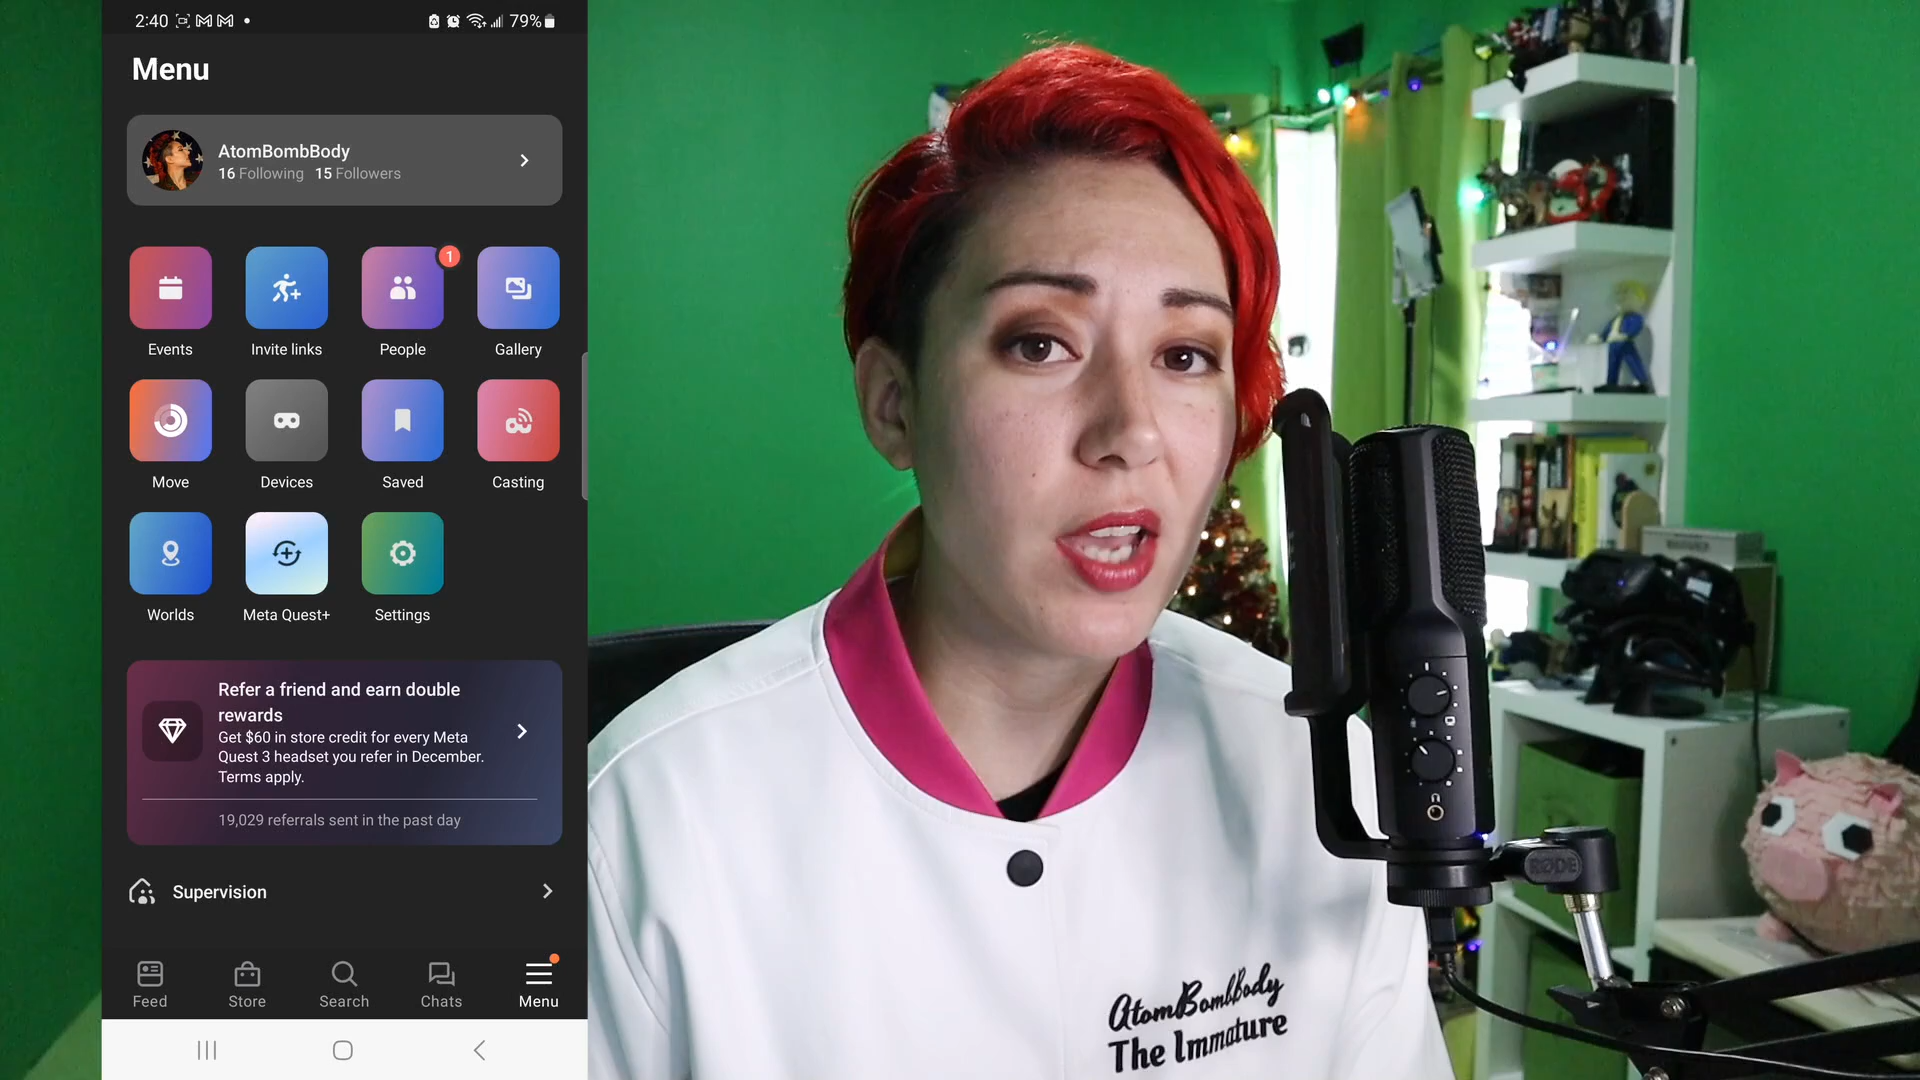 2:40
79%
Menu
AtomBombBody
16 Following 15 Followers
1
Events
Invite links
People
Gallery
Move
Devices
Saved
Casting
Worlds
Meta Quest+
Settings
Refer a friend and earn double
rewards
Get $60 in store credit for every Meta
Quest 3 headset you refer in December.
Terms apply.
19,029 referrals sent in the past day
Supervision
Feed
Store
Search
Chats
Menu
RODE
AtomBombBody
The Immature